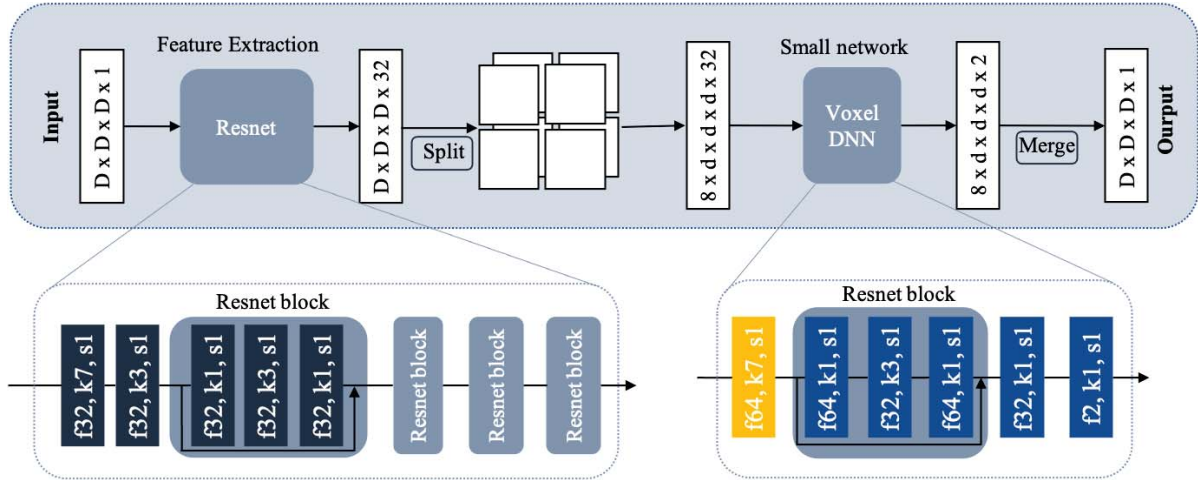 Feature Extraction
Small network
Input
D x D x D x 1
Resnet
D x D x D x 32
Split
8 x d x d x d x 32
Voxel
DNN
8 x d x d x d x 2
Merge
D x D x D x 1
Ourput
Resnet block
f32, k7, s1
f32, k3, s1
f32, k1, s1
f32, k3, s1
f32, k1, s1
Resnet block
Resnet block
Resnet block
Resnet block
f64, k7, s1
f64, k1, s1
f32, k3, s1
f64, k1, s1
f32, k1, s1
f2, k1, s1